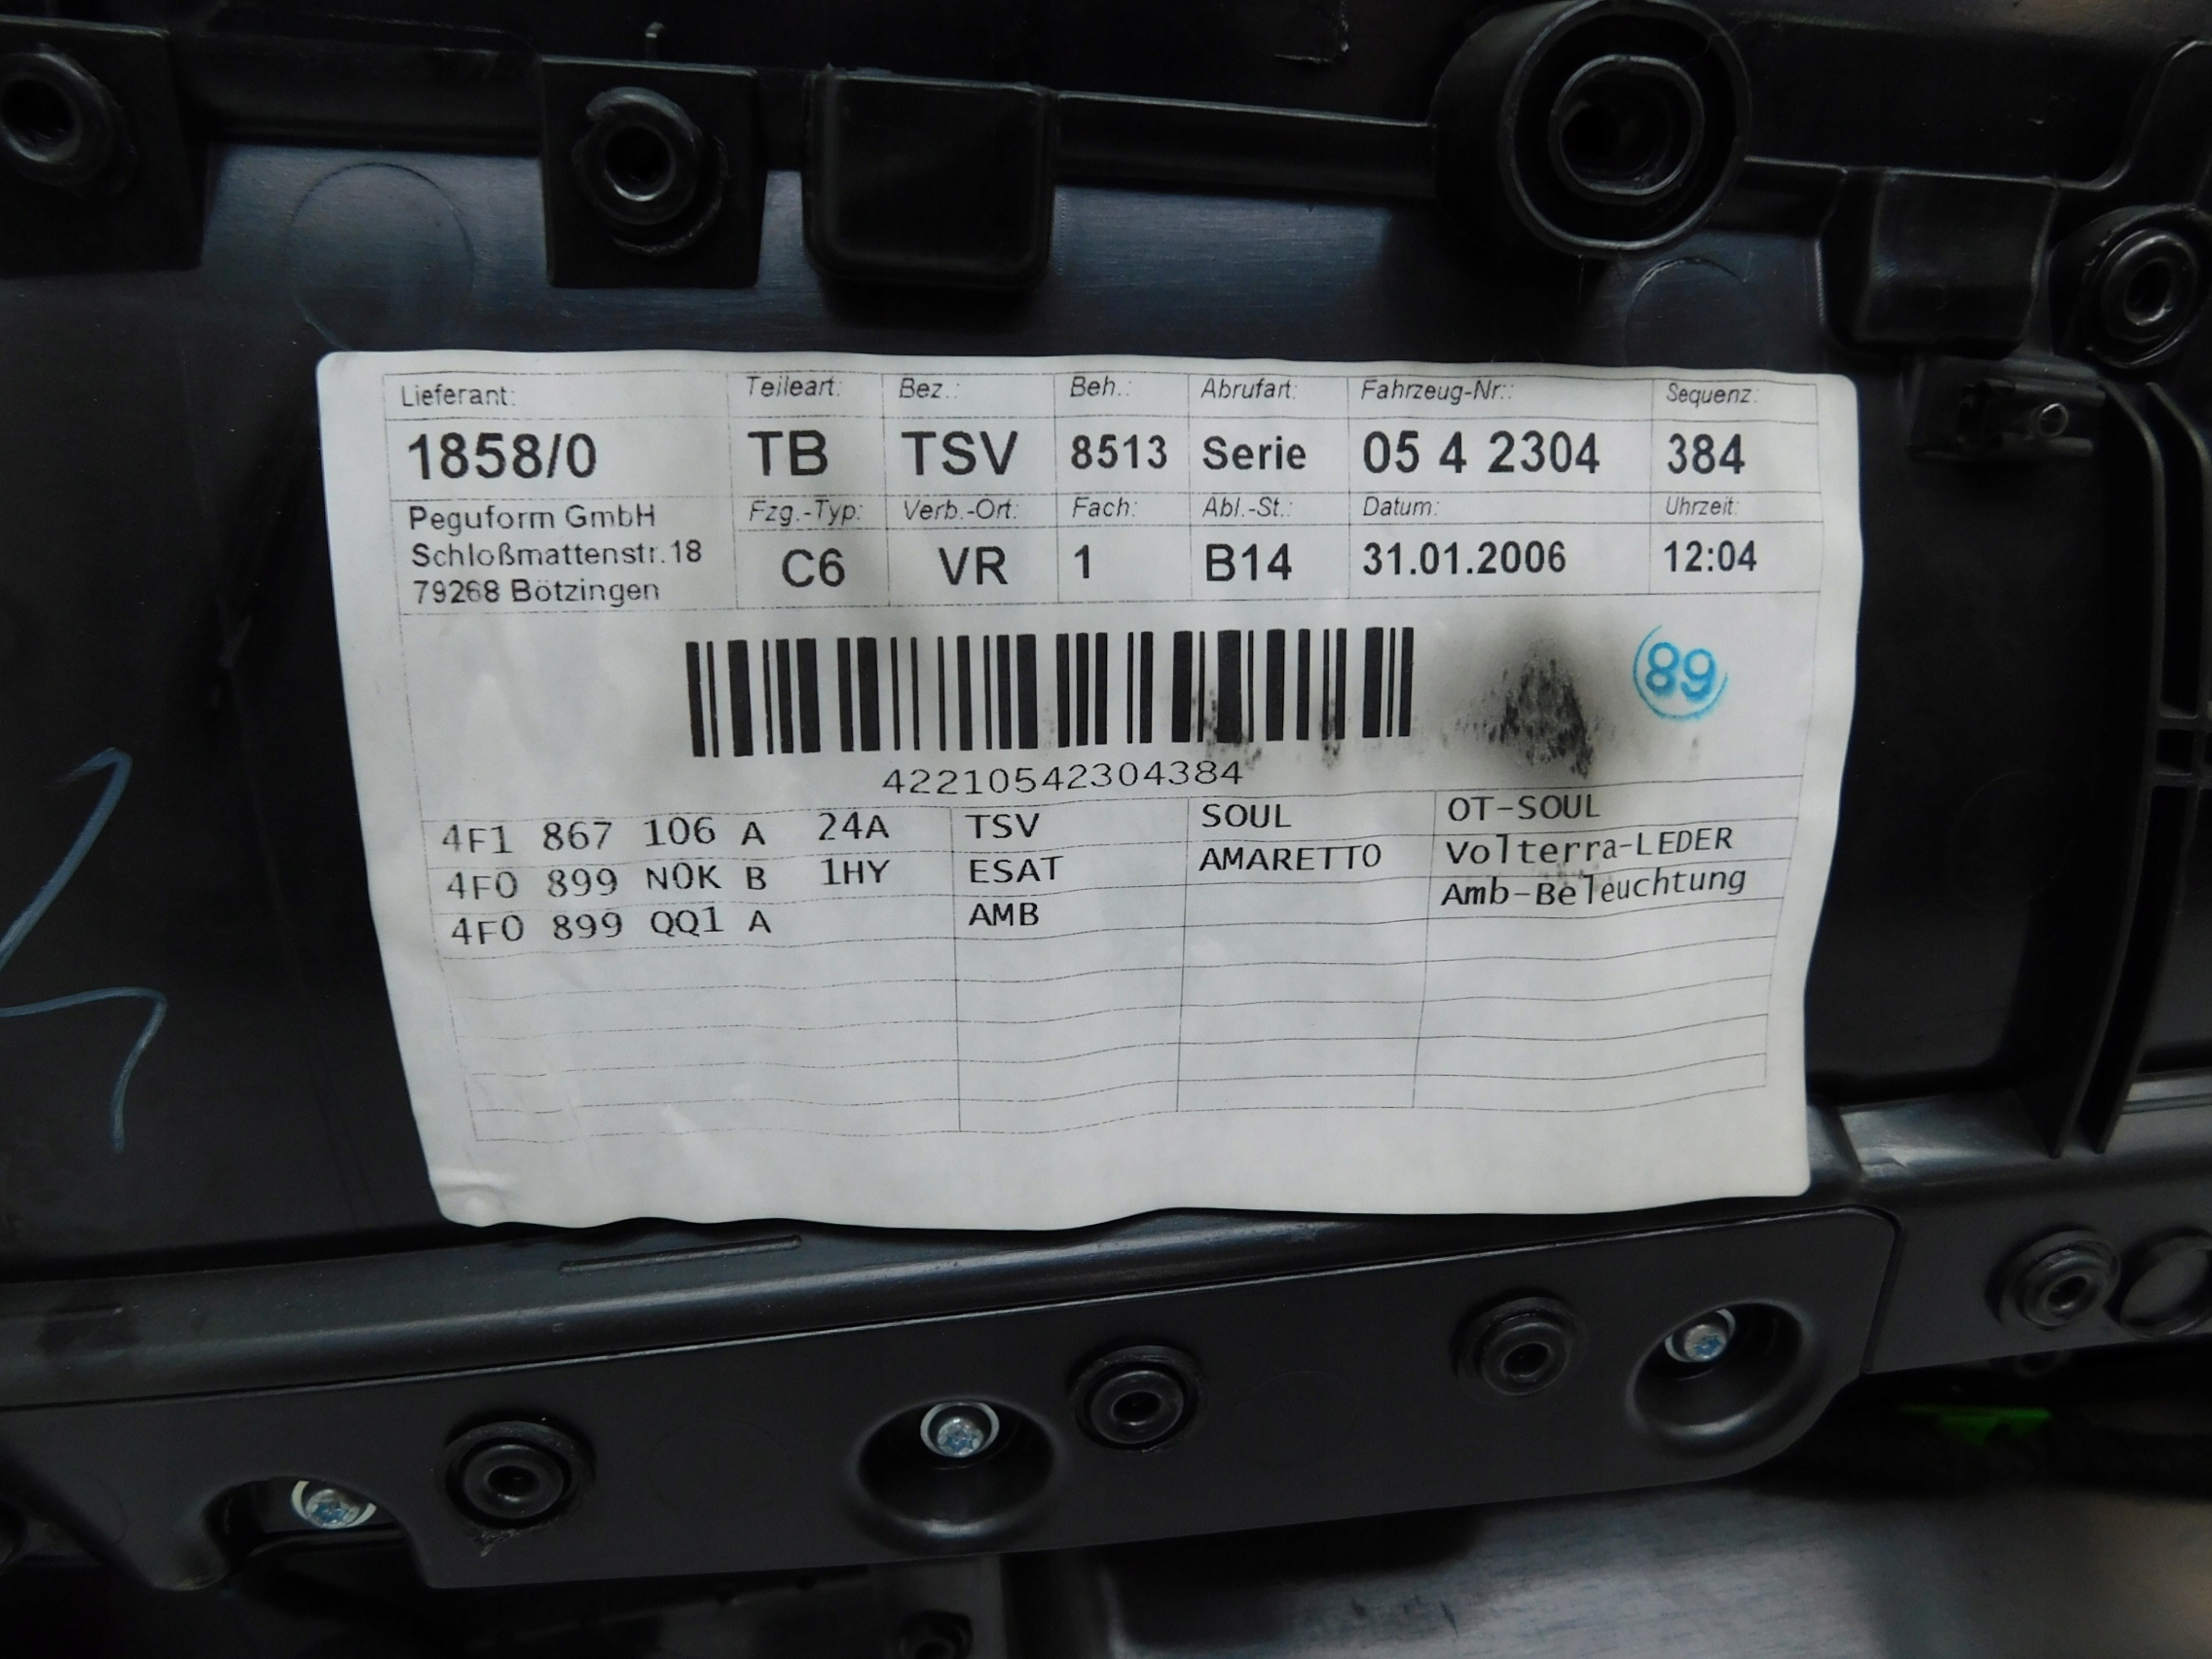 Lieferant: Teileart: Bez.: Beh.: Abrufart: Fahrzeug-Nr.: Sequenz:
1858/0 TB TSV 8513 Serie 05 4 2304 384
Peguform GmbH Fzg.-Typ: Verb.-Ort: Fach: Abl.-St.: Datum: Uhrzeit:
Schloßmattenstr.18 C6 VR 1 B14 31.01.2006 12:04
79268 Bötzingen
89
42210542304384
4F1 867 106 A 24A TSV SOUL OT-SOUL
4F0 899 N0K B 1HY ESAT AMARETTO Volterra-LEDER
4F0 899 QQ1 A AMB Amb-Beleuchtung